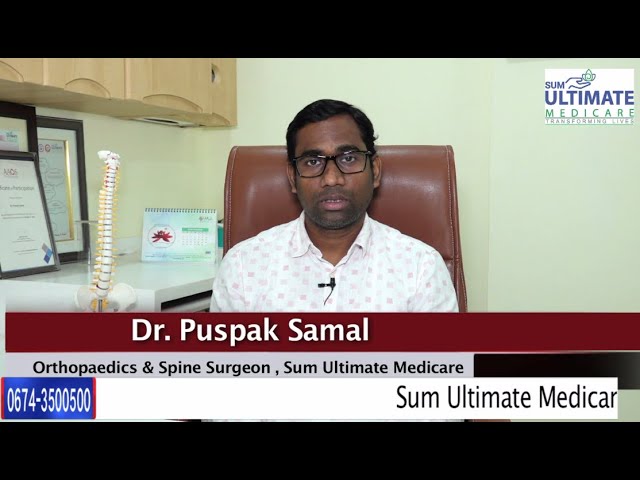 SUM
ULTIMATE
MEDICARE
TRANSFORMING LIVES
Dr. Puspak Samal
Orthopaedics & Spine Surgeon , Sum Ultimate Medicare
0674-3500500
Sum Ultimate Medicar